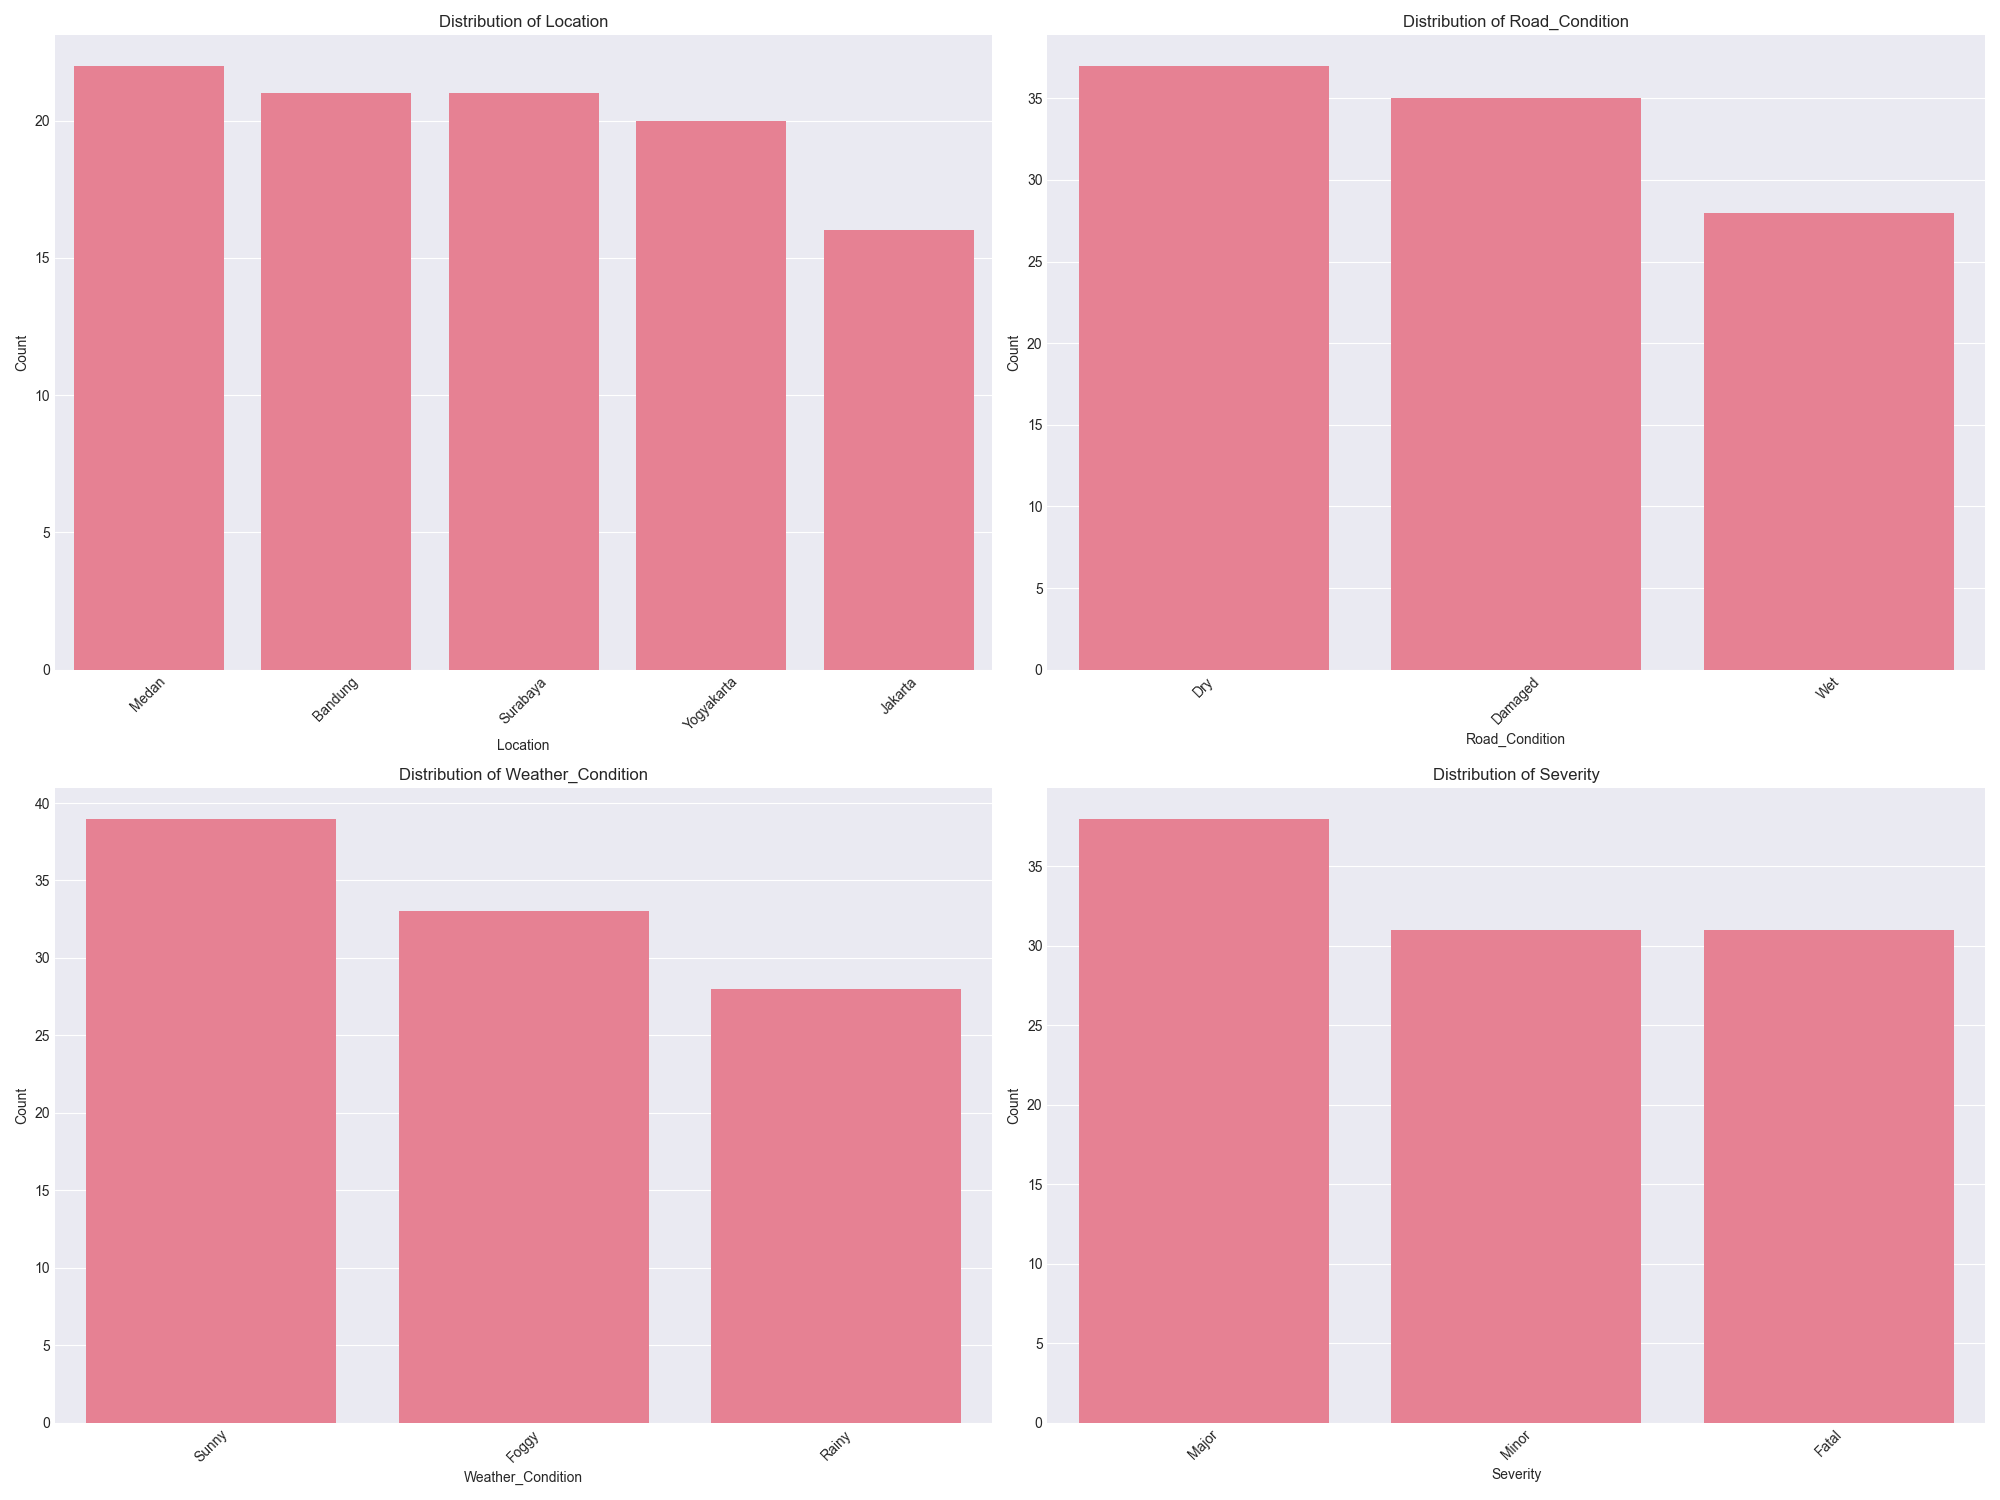 Distribution of Location
Count
20
15
10
5
0
Medan
Bandung
Surabaya
Yogyakarta
Jakarta
Location
Distribution of Road_Condition
Count
35
30
25
20
15
10
5
0
Dry
Damaged
Wet
Road_Condition
Distribution of Weather_Condition
Count
40
35
30
25
20
15
10
5
0
Sunny
Foggy
Rainy
Weather_Condition
Distribution of Severity
Count
35
30
25
20
15
10
5
0
Major
Minor
Fatal
Severity